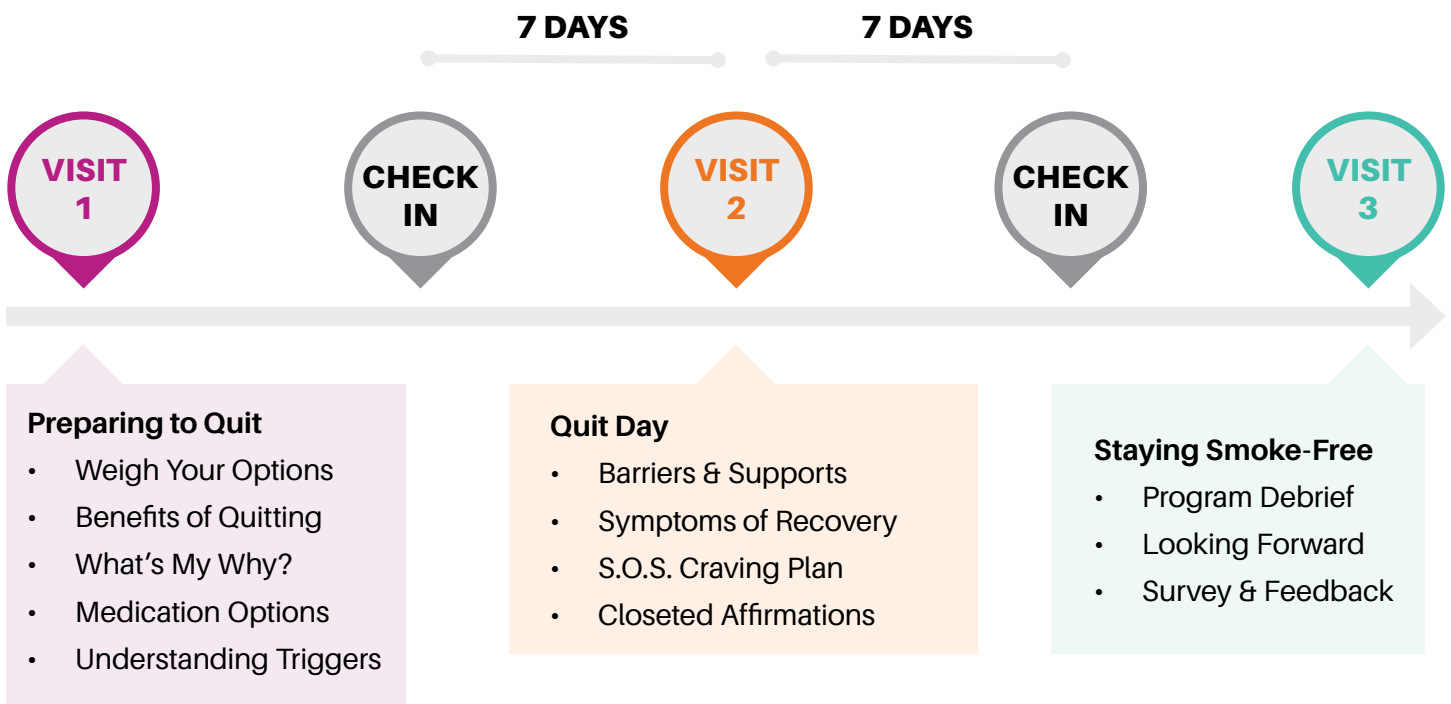 7 DAYS
7 DAYS
VISIT
1
CHECK
IN
VISIT
2
CHECK
IN
VISIT
3
Preparing to Quit
• Weigh Your Options
• Benefits of Quitting
• What's My Why?
• Medication Options
• Understanding Triggers
Quit Day
• Barriers & Supports
• Symptoms of Recovery
• S.O.S. Craving Plan
• Closeted Affirmations
Staying Smoke-Free
• Program Debrief
• Looking Forward
• Survey & Feedback